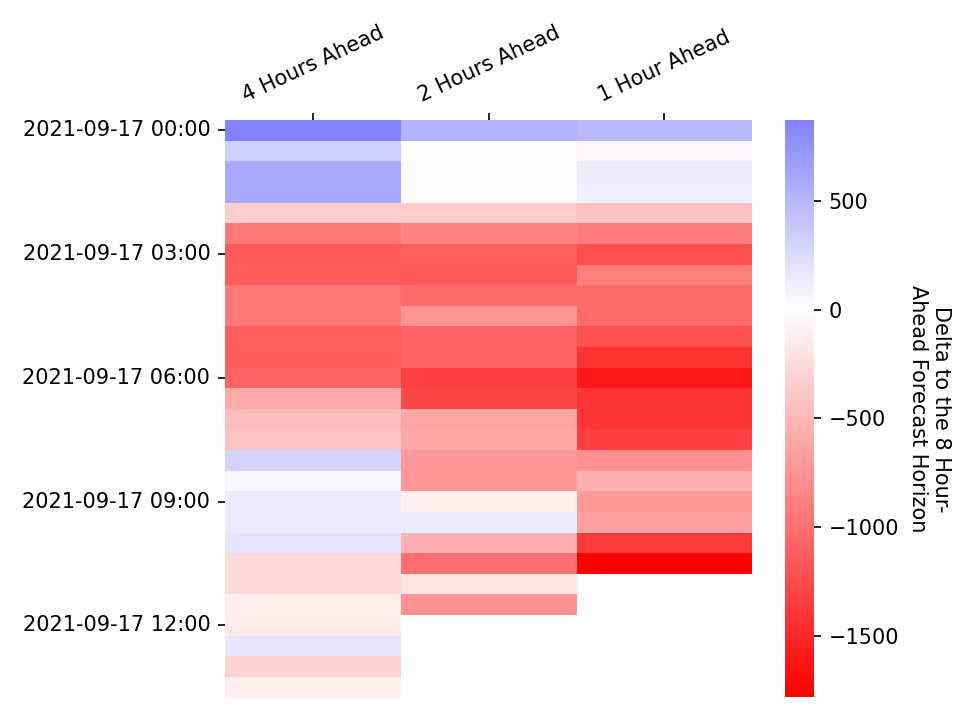 4 Hours Ahead
2 Hours Ahead
1 Hour Ahead
2021-09-17 00:00
2021-09-17 03:00
2021-09-17 06:00
2021-09-17 09:00
2021-09-17 12:00
500
0
−500
−1000
−1500
Delta to the 8 Hour-
Ahead Forecast Horizon